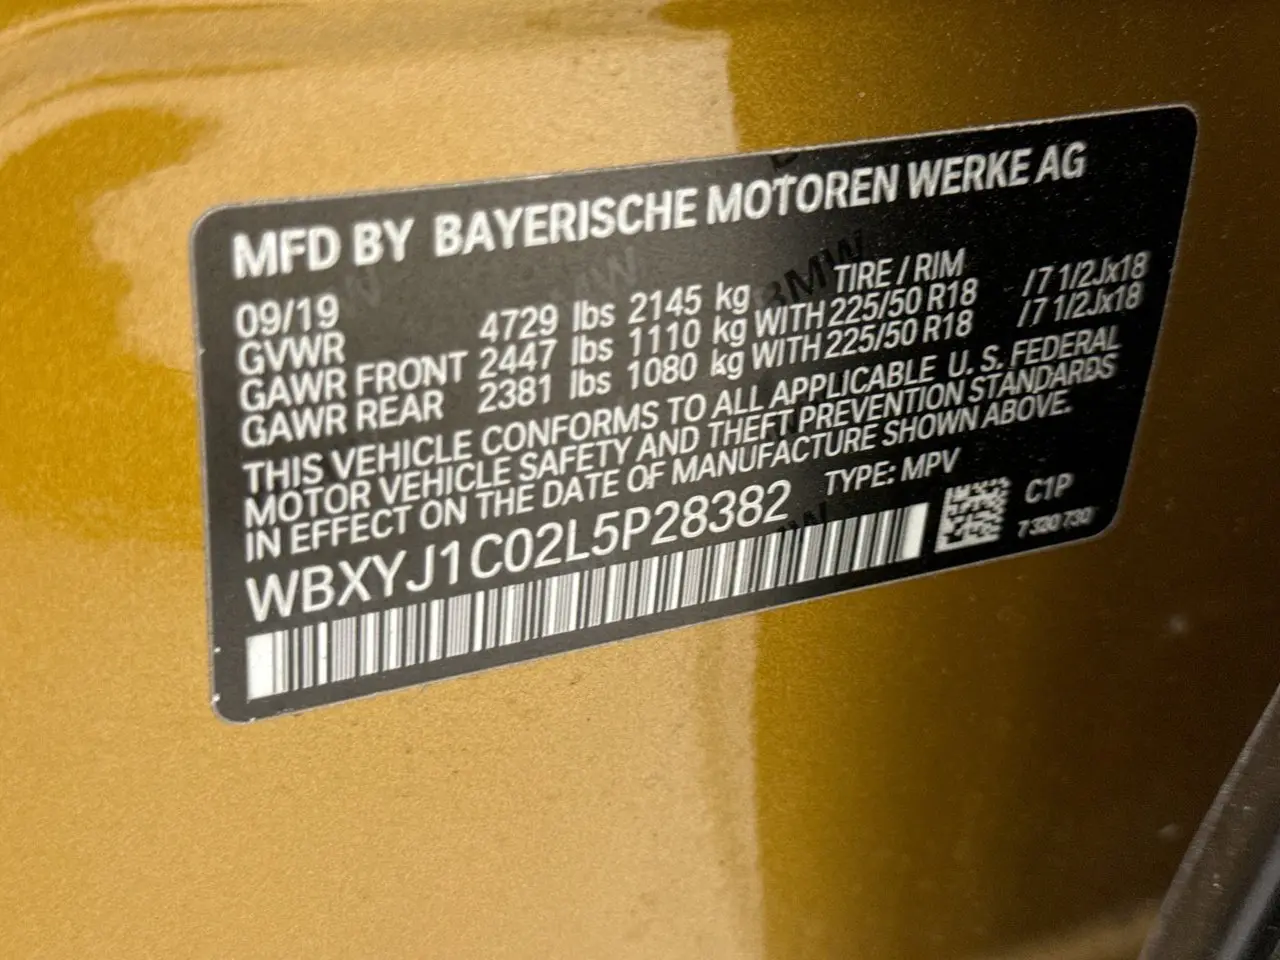 MFD BY BAYERISCHE MOTOREN WERKE AG
09/19 TIRE / RIM
GVWR 4729 lbs 2145 kg
GAWR FRONT 2447 lbs 1110 kg WITH 225/50 R18 /7 1/2Jx18
GAWR REAR 2381 lbs 1080 kg WITH 225/50 R18 /7 1/2Jx18
THIS VEHICLE CONFORMS TO ALL APPLICABLE U.S. FEDERAL
MOTOR VEHICLE SAFETY AND THEFT PREVENTION STANDARDS
IN EFFECT ON THE DATE OF MANUFACTURE SHOWN ABOVE.
WBXYJ1C02L5P28382 TYPE: MPV
C1P
7 330 730